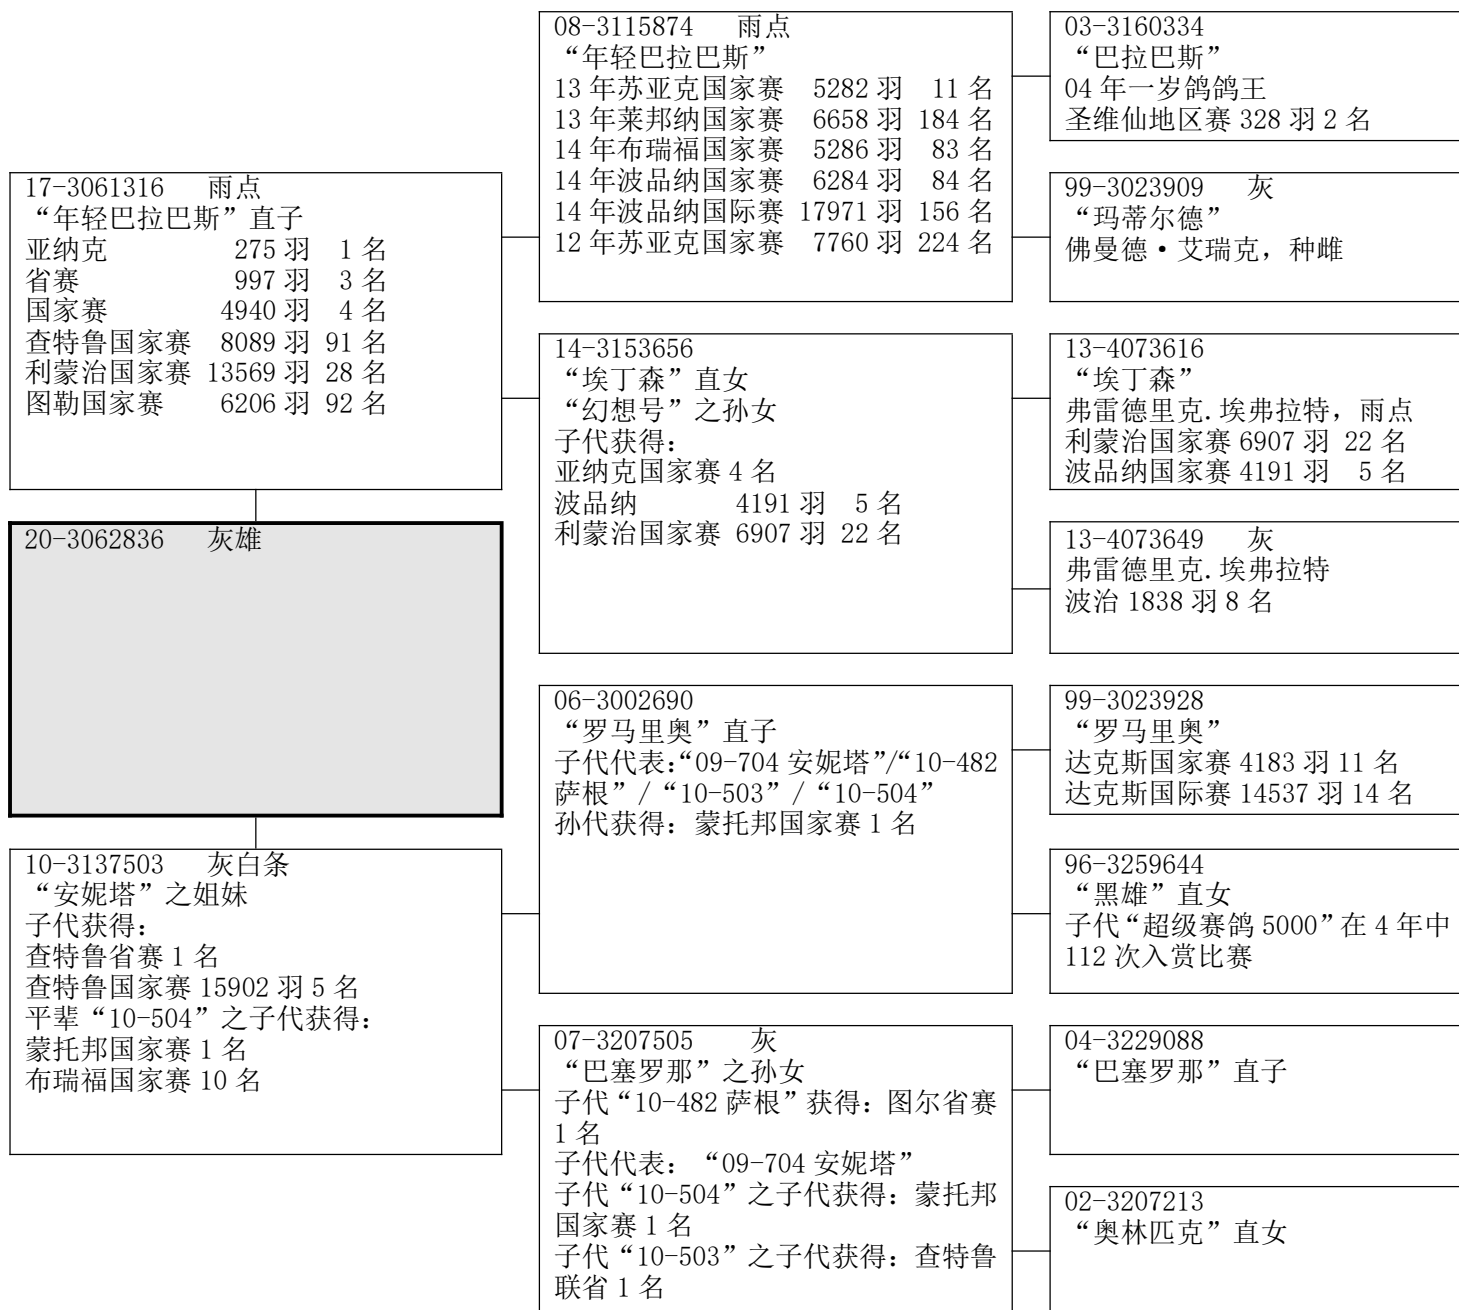 17-3061316 雨点
“年轻巴拉巴斯”直子
亚纳克 275 羽 1 名
省赛 997 羽 3 名
国家赛 4940 羽 4 名
查特鲁国家赛 8089 羽 91 名
利蒙治国家赛 13569 羽 28 名
图勒国家赛 6206 羽 92 名
20-3062836 灰雄
10-3137503 灰白条
“安妮塔”之姐妹
子代获得:
查特鲁省赛 1 名
查特鲁国家赛 15902 羽 5 名
平辈“10-504”之子代获得:
蒙托邦国家赛 1 名
布瑞福国家赛 10 名
08-3115874 雨点
“年轻巴拉巴斯”
13 年苏亚克国家赛 5282 羽 11 名
13 年莱邦纳国家赛 6658 羽 184 名
14 年布瑞福国家赛 5286 羽 83 名
14 年波品纳国家赛 6284 羽 84 名
14 年波品纳国际赛 17971 羽 156 名
12 年苏亚克国家赛 7760 羽 224 名
14-3153656
“埃丁森”直女
“幻想号”之孙女
子代获得:
亚纳克国家赛 4 名
波品纳 4191 羽 5 名
利蒙治国家赛 6907 羽 22 名
06-3002690
“罗马里奥”直子
子代代表:“09-704 安妮塔”/“10-482
萨根” / “10-503” / “10-504”
孙代获得: 蒙托邦国家赛 1 名
07-3207505 灰
“巴塞罗那”之孙女
子代“10-482 萨根”获得: 图尔省赛
1 名
子代代表: “09-704 安妮塔”
子代“10-504”之子代获得: 蒙托邦
国家赛 1 名
子代“10-503”之子代获得: 查特鲁
联省 1 名
03-3160334
“巴拉巴斯”
04 年一岁鸽鸽王
圣维仙地区赛 328 羽 2 名
99-3023909 灰
“玛蒂尔德”
佛曼德·艾瑞克, 种雌
13-4073616
“埃丁森”
弗雷德里克.埃弗拉特, 雨点
利蒙治国家赛 6907 羽 22 名
波品纳国家赛 4191 羽 5 名
13-4073649 灰
弗雷德里克.埃弗拉特
波治 1838 羽 8 名
99-3023928
“罗马里奥”
达克斯国家赛 4183 羽 11 名
达克斯国际赛 14537 羽 14 名
96-3259644
“黑雄”直女
子代“超级赛鸽 5000”在 4 年中
112 次入赏比赛
04-3229088
“巴塞罗那”直子
02-3207213
“奥林匹克”直女